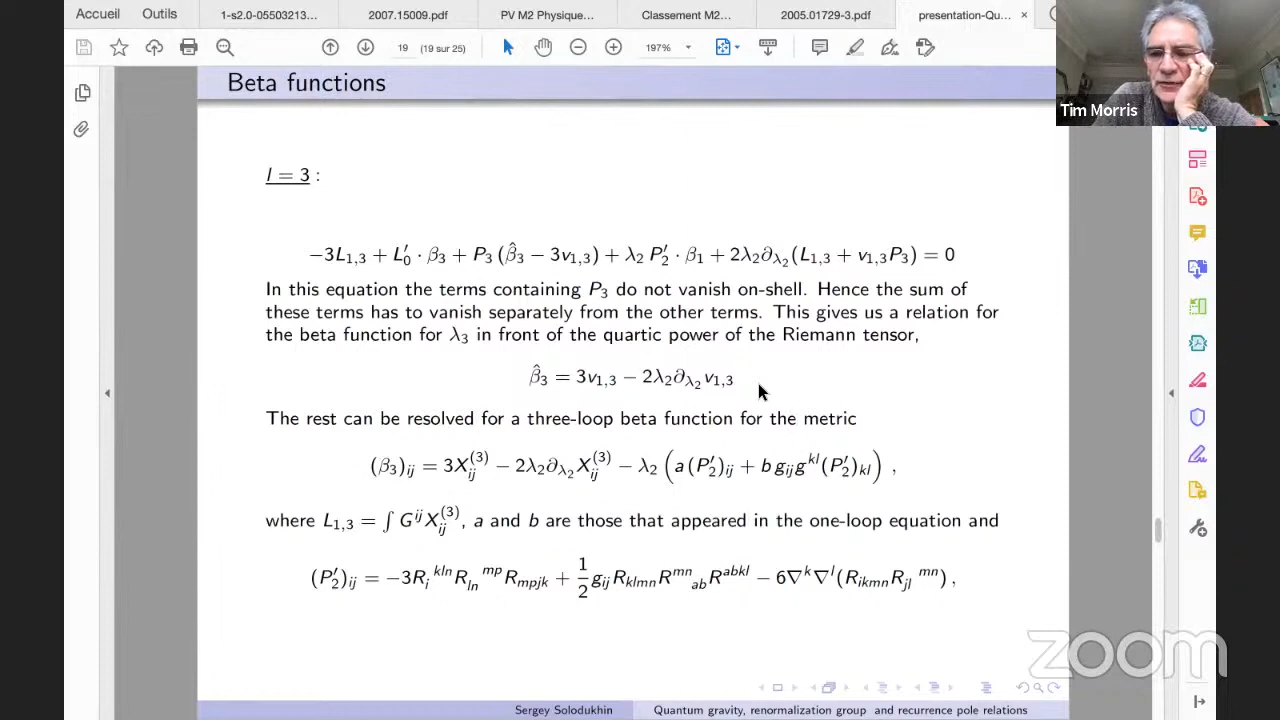 Accueil Outils 1-s2.0-05503213... 2007.15009.pdf PV M2 Physique... Classement M2... 2005.01729-3.pdf presentation-Qu... ×
19 (19 sur 25) 197%
Tim Morris
Beta functions
l = 3 :
−3L_{1,3} + L′_0 · β_3 + P_3 (β̂_3 − 3v_{1,3}) + λ_2 P′_2 · β_1 + 2λ_2∂_{λ_2}(L_{1,3} + v_{1,3}P_3) = 0
In this equation the terms containing P_3 do not vanish on-shell. Hence the sum of
these terms has to vanish separately from the other terms. This gives us a relation for
the beta function for λ_3 in front of the quartic power of the Riemann tensor,
β̂_3 = 3v_{1,3} − 2λ_2∂_{λ_2}v_{1,3}
The rest can be resolved for a three-loop beta function for the metric
(β_3)_{ij} = 3X^{(3)}_{ij} − 2λ_2∂_{λ_2}X^{(3)}_{ij} − λ_2 (a (P′_2)_{ij} + b g_{ij}g^{kl}(P′_2)_{kl}) ,
where L_{1,3} = ∫ G^{ij}X^{(3)}_{ij}, a and b are those that appeared in the one-loop equation and
(P′_2)_{ij} = −3R_i^{kln}R_{ln}^{mp}R_{mpjk} + 1/2 g_{ij}R_{klmn}R^{mn}_{ab}R^{abkl} − 6∇^k∇^l(R_{ikmn}R_{jl}^{mn}) ,
zoom
Sergey Solodukhin Quantum gravity, renormalization group and recurrence pole relations